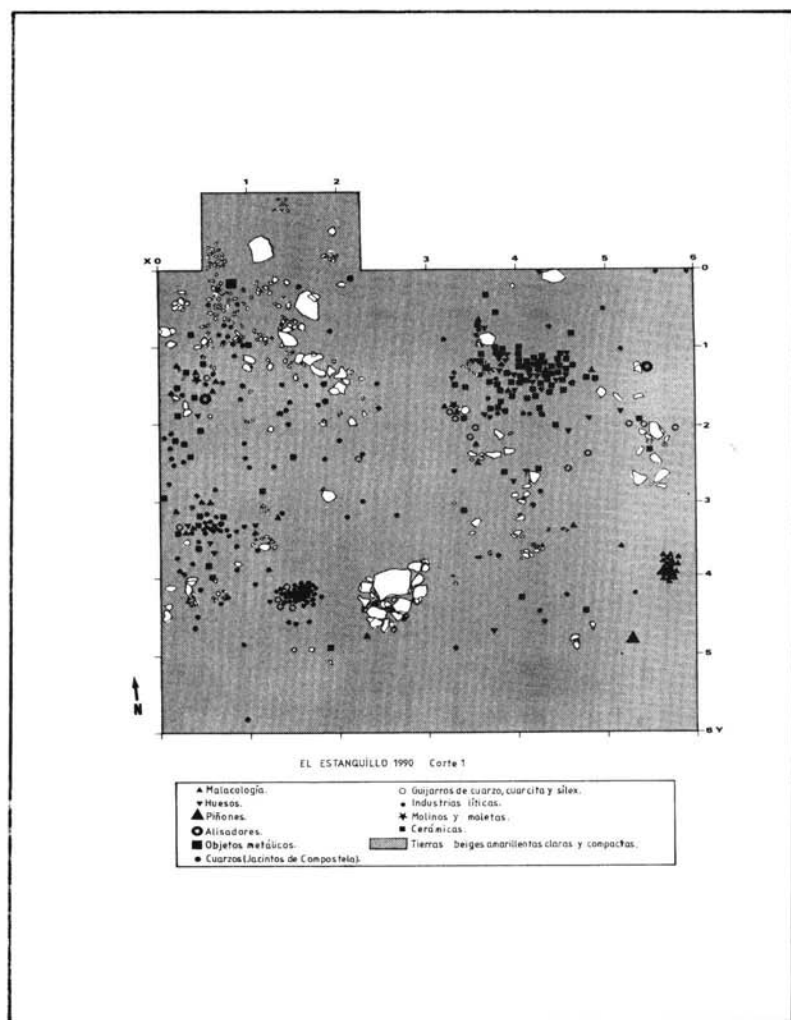 1 2
X 0 3 4 5 6 0
1
2
3
4
5
6 Y
N
EL ESTANQUILLO 1990 Corte 1
Malacología.
Huesos.
Piñones.
Alisadores.
Objetos metálicos.
Cuarzos (Jacintos de Compostela).
Guijarros de cuarzo, cuarcita y sílex.
Industrias líticas.
Molinos y moletas.
Cerámicas.
Tierras beiges amarillentas claras y compactas.